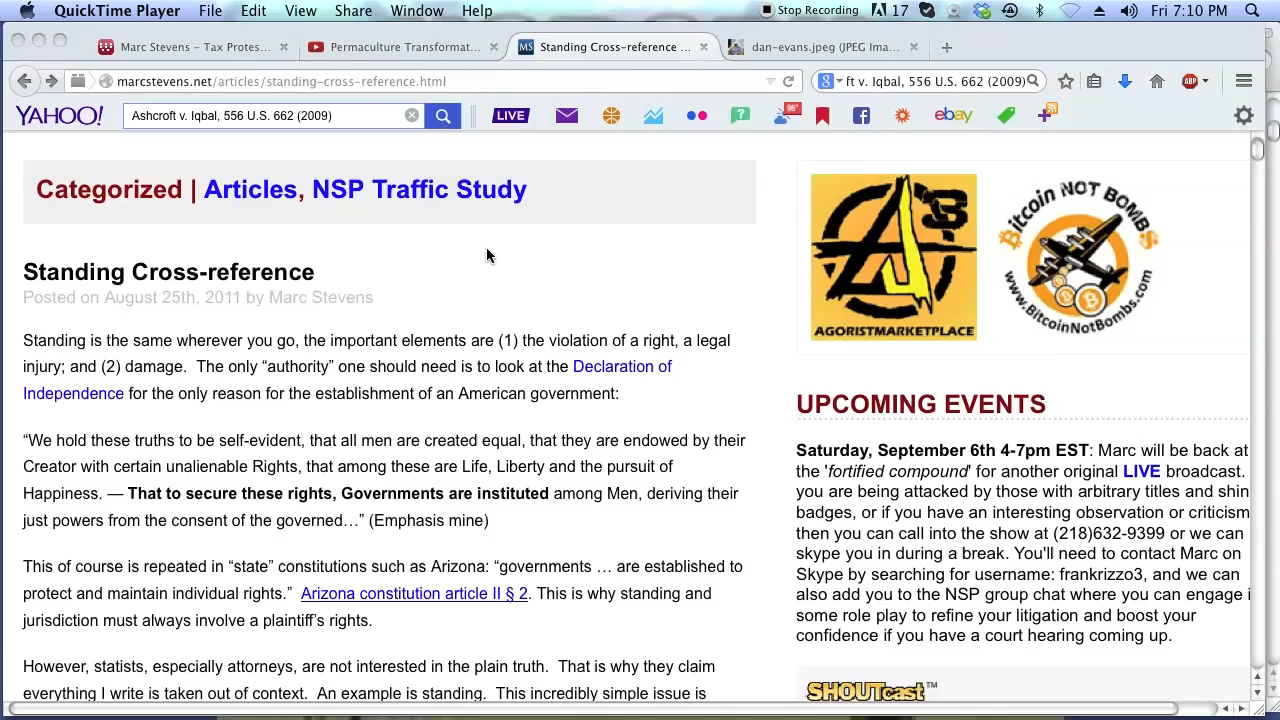 QuickTime Player File Edit View Share Window Help Stop Recording 17 Fri 7:10 PM
Marc Stevens – Tax Protes... Permaculture Transformat... MS Standing Cross-reference ... dan-evans.jpeg (JPEG Ima...
marcstevens.net/articles/standing-cross-reference.html ft v. Iqbal, 556 U.S. 662 (2009) ABP
YAHOO! Ashcroft v. Iqbal, 556 U.S. 662 (2009) LIVE 96° ebay
Categorized | Articles, NSP Traffic Study
Standing Cross-reference
Posted on August 25th, 2011 by Marc Stevens
Standing is the same wherever you go, the important elements are (1) the violation of a right, a legal
injury; and (2) damage. The only “authority” one should need is to look at the Declaration of
Independence for the only reason for the establishment of an American government:
“We hold these truths to be self-evident, that all men are created equal, that they are endowed by their
Creator with certain unalienable Rights, that among these are Life, Liberty and the pursuit of
Happiness. — That to secure these rights, Governments are instituted among Men, deriving their
just powers from the consent of the governed…” (Emphasis mine)
This of course is repeated in “state” constitutions such as Arizona: “governments … are established to
protect and maintain individual rights.” Arizona constitution article II § 2. This is why standing and
jurisdiction must always involve a plaintiff’s rights.
However, statists, especially attorneys, are not interested in the plain truth. That is why they claim
everything I write is taken out of context. An example is standing. This incredibly simple issue is
A3
AGORISTMARKETPLACE
Bitcoin NOT BOMBS
www.BitcoinNotBombs.com
UPCOMING EVENTS
Saturday, September 6th 4-7pm EST: Marc will be back at
the 'fortified compound' for another original LIVE broadcast.
you are being attacked by those with arbitrary titles and shin
badges, or if you have an interesting observation or criticism
then you can call into the show at (218)632-9399 or we can
skype you in during a break. You'll need to contact Marc on
Skype by searching for username: frankrizzo3, and we can
also add you to the NSP group chat where you can engage i
some role play to refine your litigation and boost your
confidence if you have a court hearing coming up.
SHOUTcast™